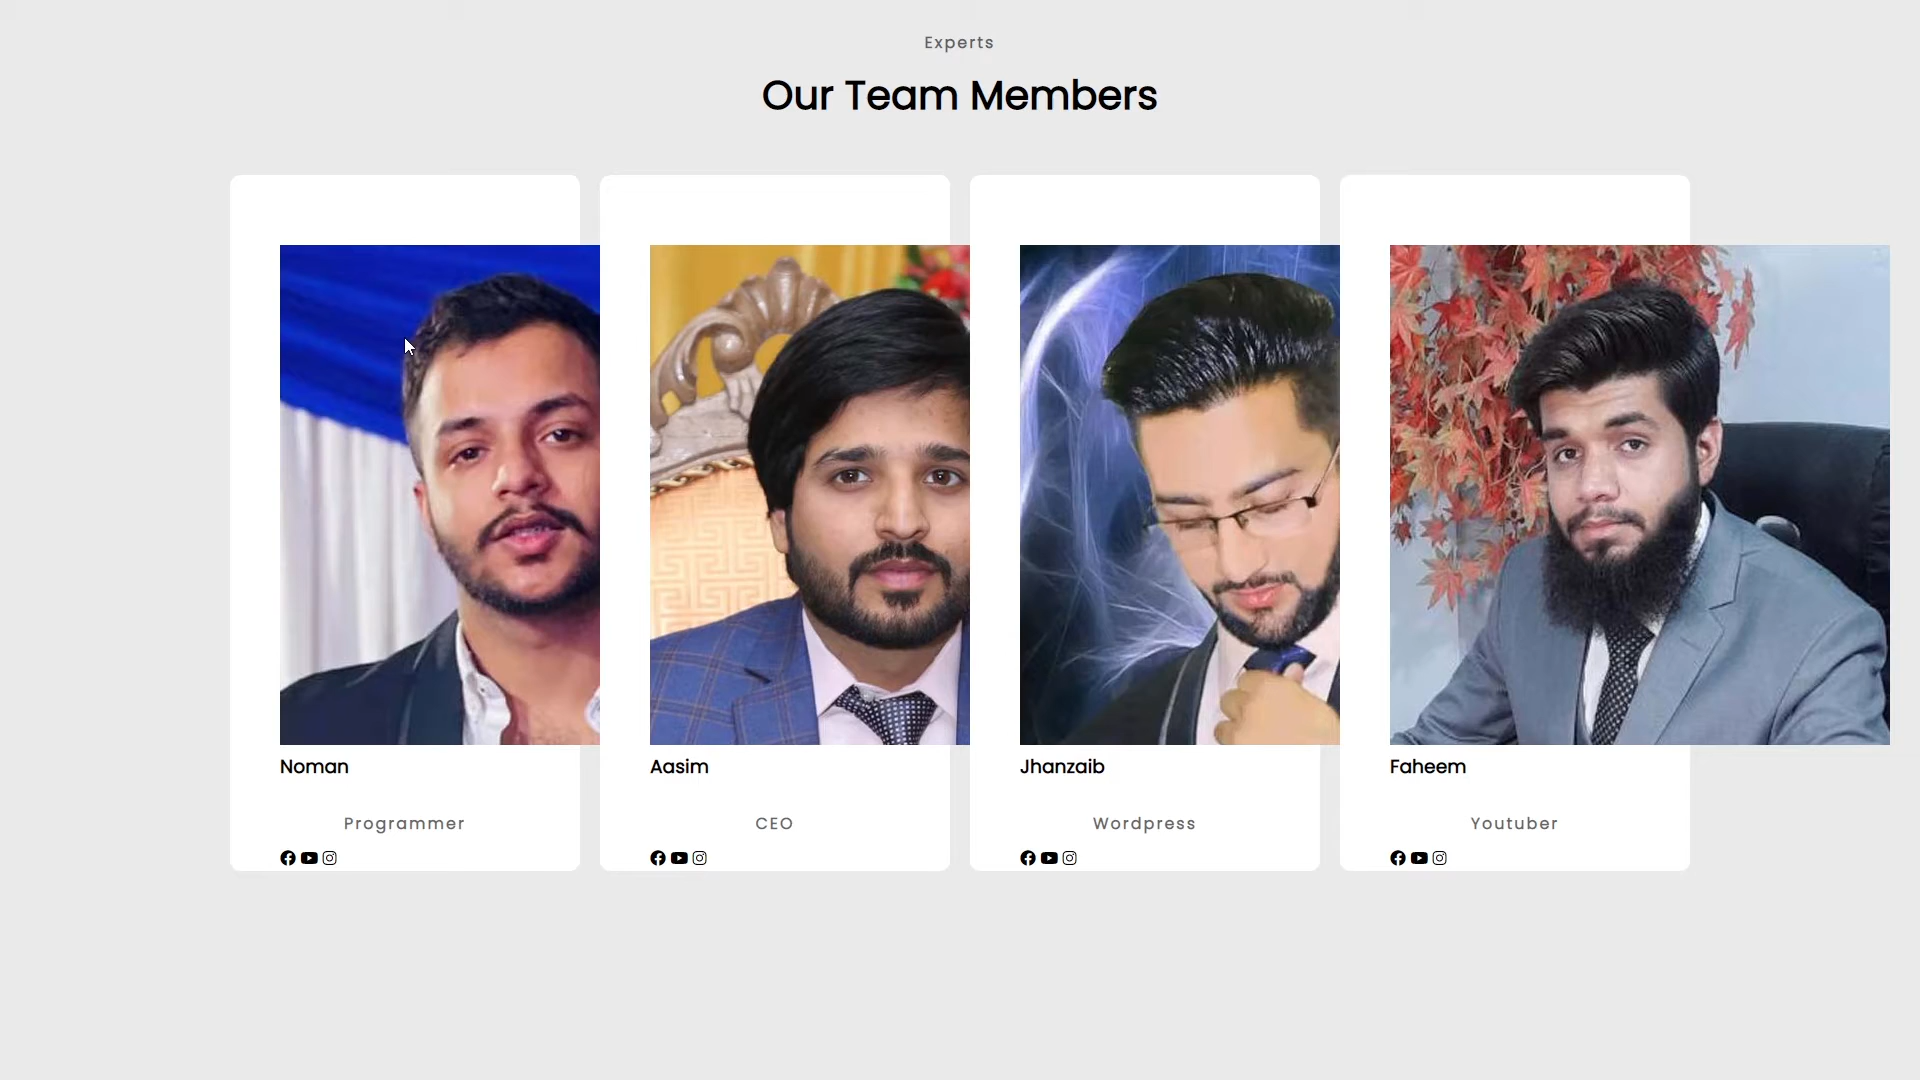 Experts
Our Team Members
Noman
Aasim
Jhanzaib
Faheem
Programmer
CEO
Wordpress
Youtuber